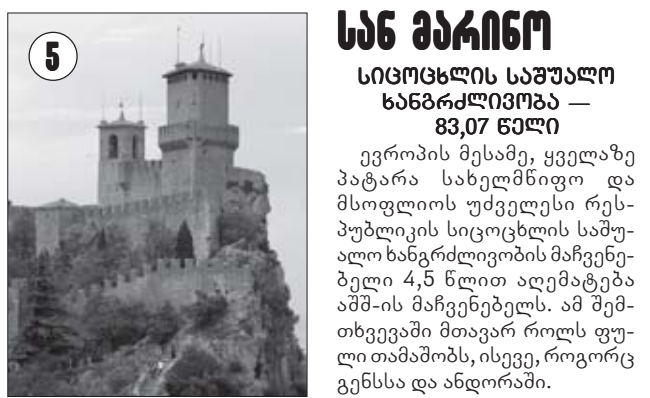 5
სან მარინო
სიცოცხლის საშუალო
ხანგრძლივობა —
83,07 წელი
ევროპის მესამე, ყველაზე
პატარა სახელმწიფო და
მსოფლიოს უძველესი რეს-
პუბლიკის სიცოცხლის საშუ-
ალო ხანგრძლივობის მაჩვენე-
ბელი 4,5 წლით აღემატება
აშშ-ის მაჩვენებელს. ამ შემ-
თხვევაში მთავარ როლს ფუ-
ლი თამაშობს, ისევე, როგორც
გენსსა და ანდორაში.